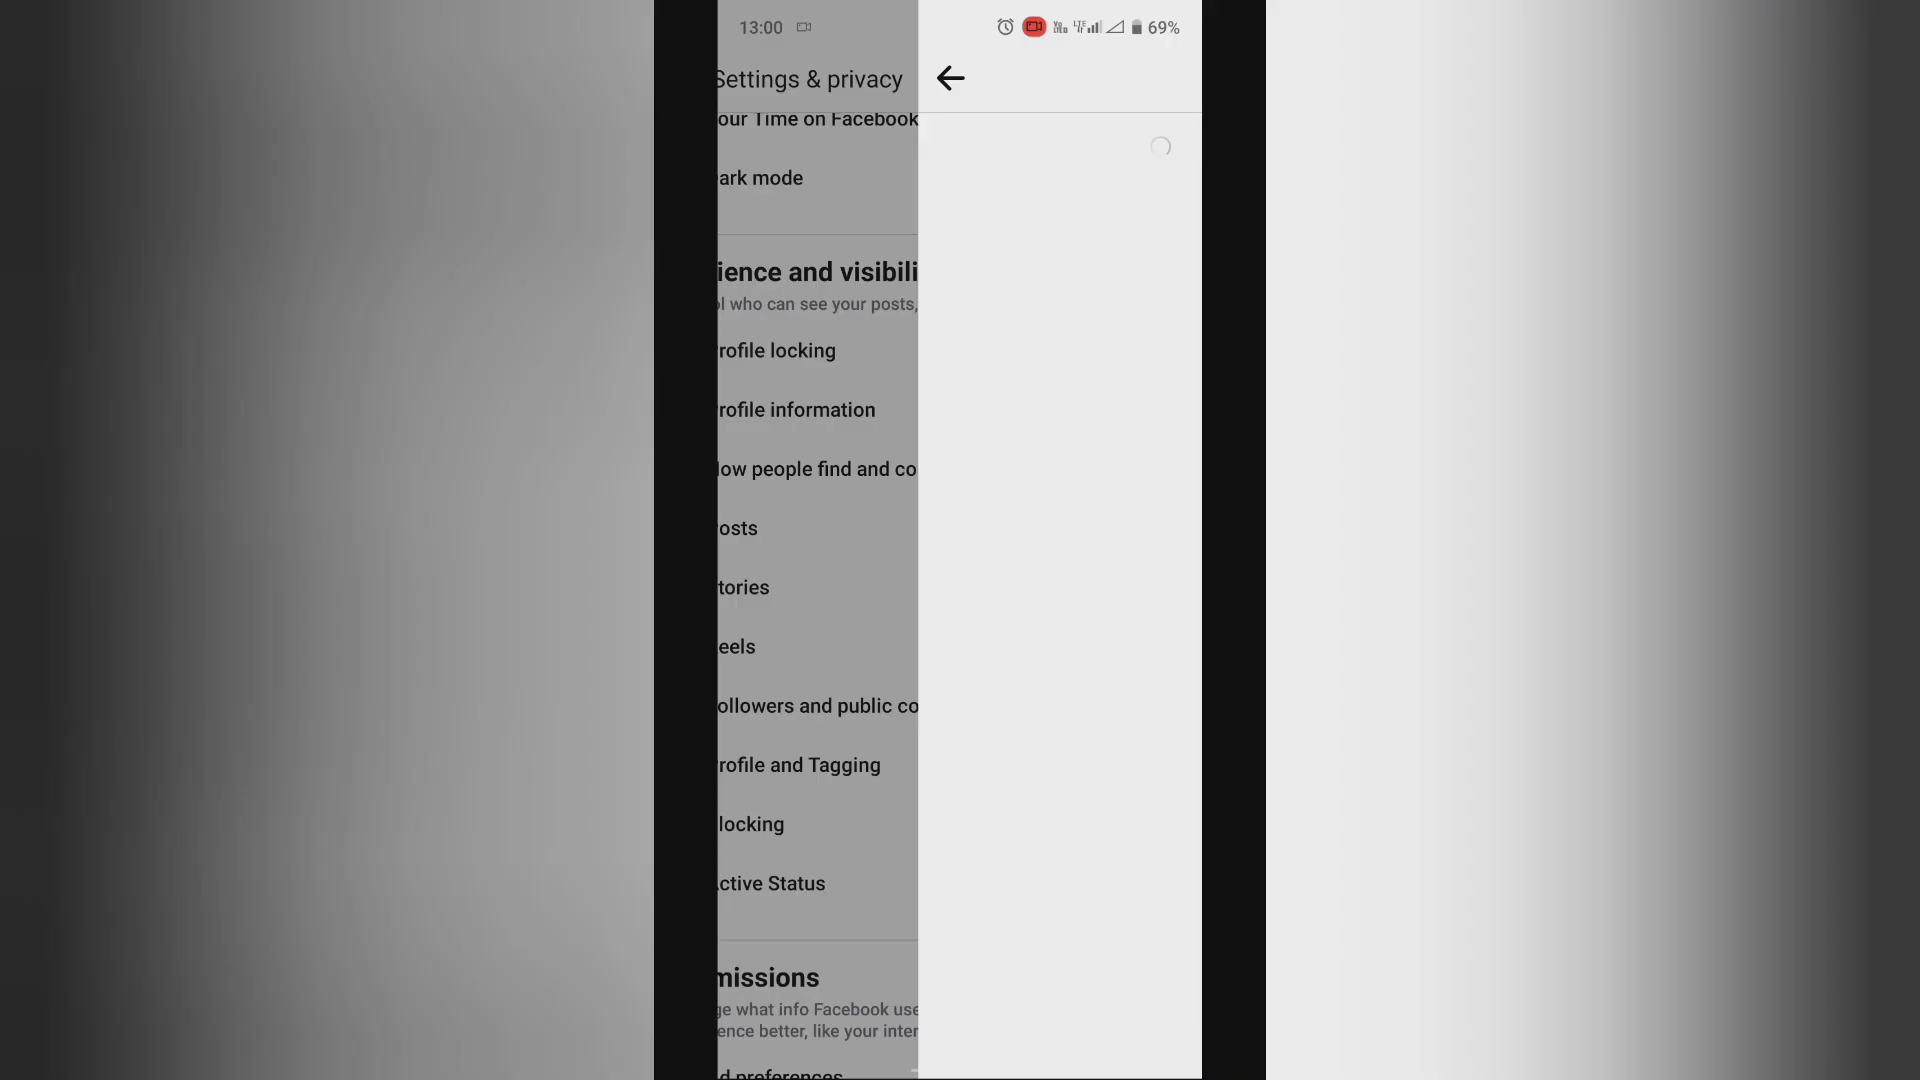 13:00
69%
Settings & privacy
our Time on Facebook
ark mode
ience and visibili
ol who can see your posts,
rofile locking
rofile information
ow people find and co
osts
tories
eels
ollowers and public co
rofile and Tagging
locking
ctive Status
missions
ge what info Facebook use
ence better, like your inter
d preferences